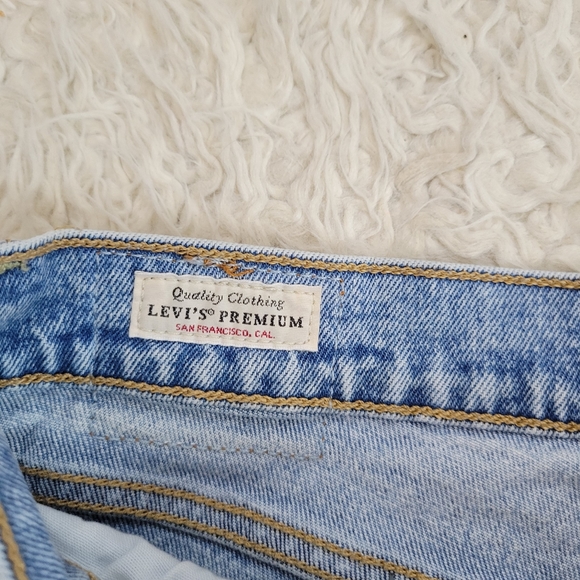 Quality Clothing
LEVI'S® PREMIUM
SAN FRANCISCO, CAL.